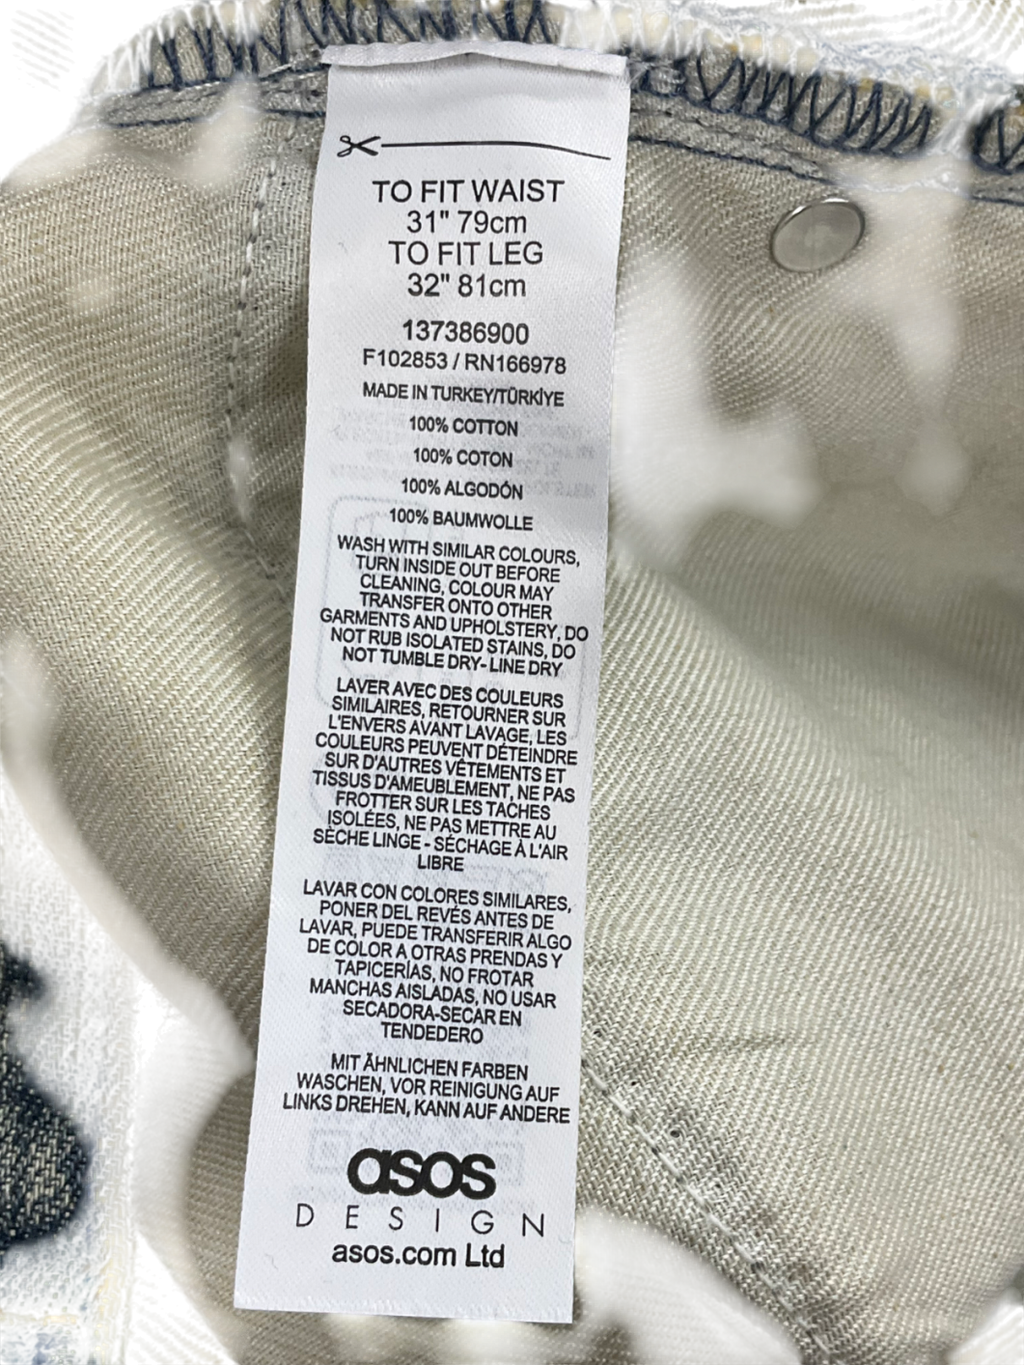 TO FIT WAIST
31" 79cm
TO FIT LEG
32" 81cm
137386900
F102853 / RN166978
MADE IN TURKEY/TÜRKİYE
100% COTTON
100% COTON
100% ALGODÓN
100% BAUMWOLLE
WASH WITH SIMILAR COLOURS,
TURN INSIDE OUT BEFORE
CLEANING, COLOUR MAY
TRANSFER ONTO OTHER
GARMENTS AND UPHOLSTERY, DO
NOT RUB ISOLATED STAINS, DO
NOT TUMBLE DRY- LINE DRY
LAVER AVEC DES COULEURS
SIMILAIRES, RETOURNER SUR
L'ENVERS AVANT LAVAGE, LES
COULEURS PEUVENT DÉTEINDRE
SUR D'AUTRES VÊTEMENTS ET
TISSUS D'AMEUBLEMENT, NE PAS
FROTTER SUR LES TACHES
ISOLÉES, NE PAS METTRE AU
SÈCHE LINGE - SÉCHAGE À L'AIR
LIBRE
LAVAR CON COLORES SIMILARES,
PONER DEL REVÉS ANTES DE
LAVAR, PUEDE TRANSFERIR ALGO
DE COLOR A OTRAS PRENDAS Y
TAPICERÍAS, NO FROTAR
MANCHAS AISLADAS, NO USAR
SECADORA-SECAR EN
TENDEDERO
MIT ÄHNLICHEN FARBEN
WASCHEN, VOR REINIGUNG AUF
LINKS DREHEN, KANN AUF ANDERE
asos
DESIGN
asos.com Ltd